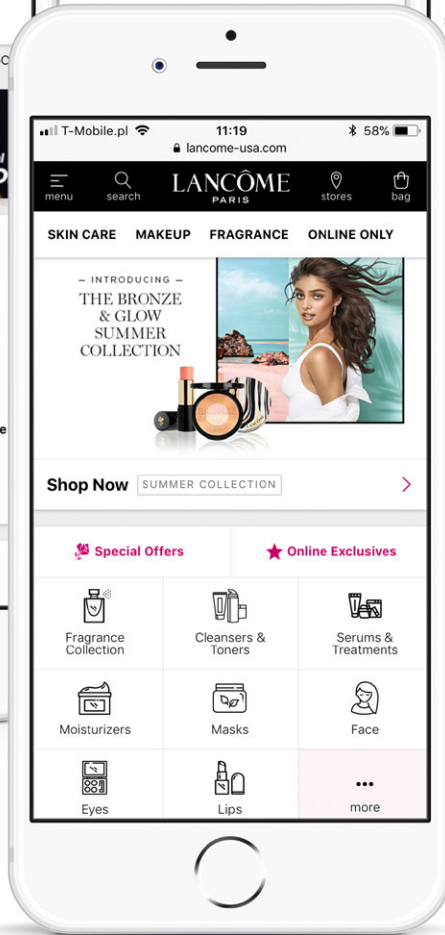 T-Mobile.pl 11:19 58%
lancome-usa.com
menu search LANCÔME PARIS stores bag
SKIN CARE MAKEUP FRAGRANCE ONLINE ONLY
– INTRODUCING –
THE BRONZE
& GLOW
SUMMER
COLLECTION
BRONZE
Shop Now SUMMER COLLECTION
Special Offers Online Exclusives
Fragrance
Collection
Cleansers &
Toners
Serums &
Treatments
Moisturizers Masks Face
Eyes Lips more